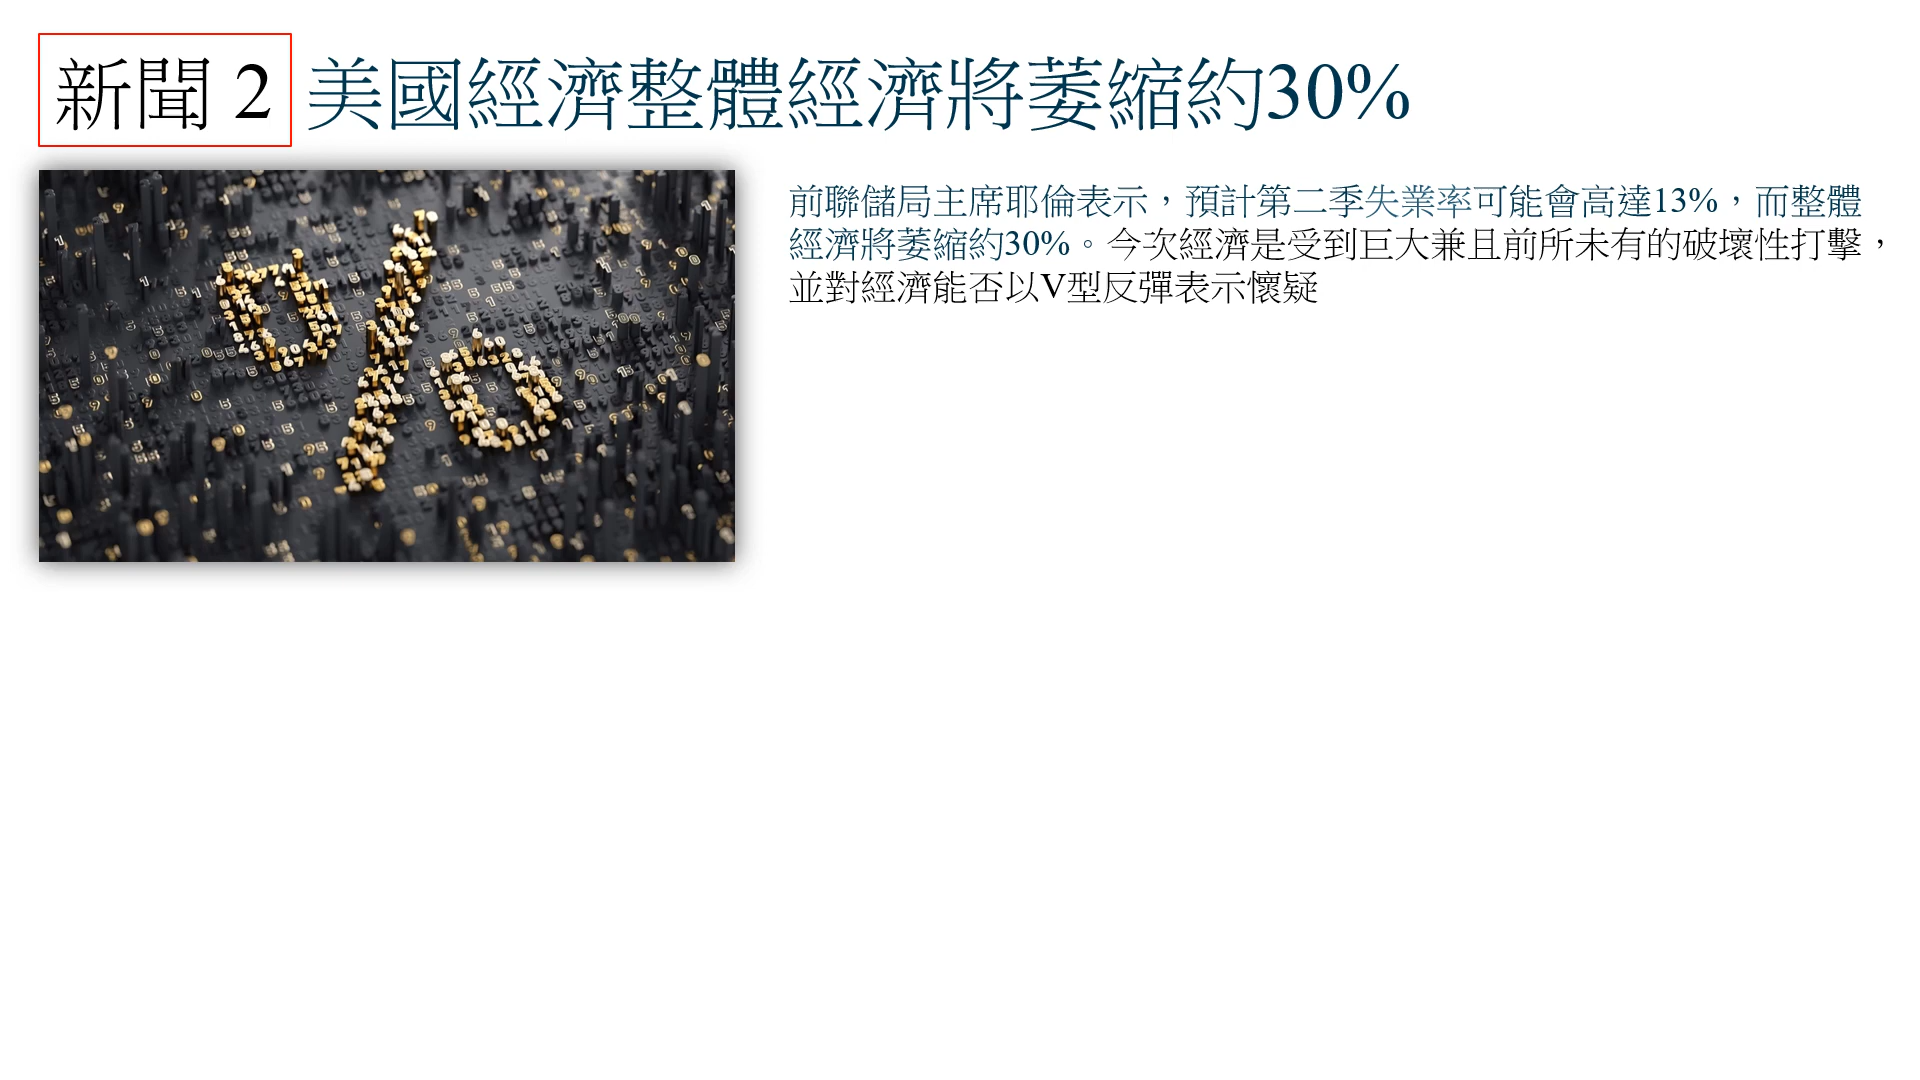 新聞 2 美國經濟整體經濟將萎縮約30%
前聯儲局主席耶倫表示，預計第二季失業率可能會高達13%，而整體
經濟將萎縮約30%。今次經濟是受到巨大兼且前所未有的破壞性打擊，
並對經濟能否以V型反彈表示懷疑